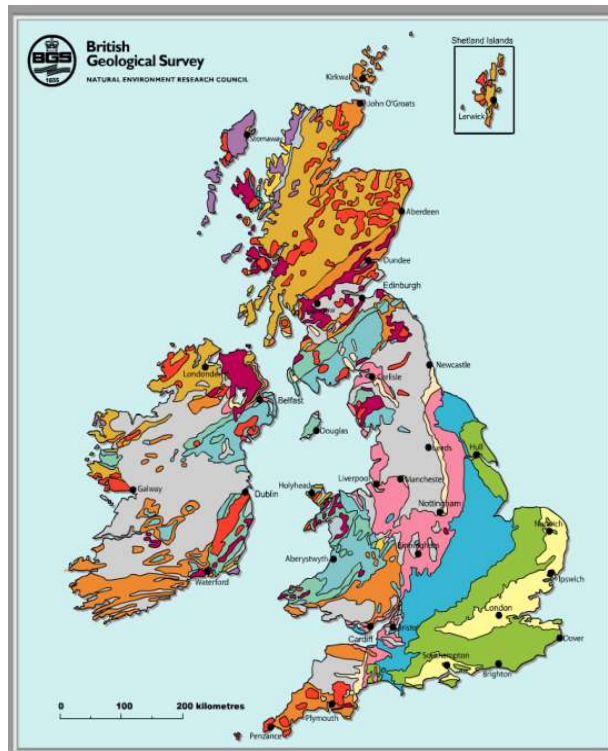 British
Geological Survey
NATURAL ENVIRONMENT RESEARCH COUNCIL
BGS
1835
Shetland Islands
Lerwick
Kirkwall
John O'Groats
Stornaway
Aberdeen
Dundee
Edinburgh
Newcastle
Carlisle
Londonderry
Belfast
Douglas
Hull
Leeds
Holyhead
Liverpool
Manchester
Galway
Dublin
Nottingham
Norwich
Aberystwyth
Birmingham
Ipswich
Waterford
London
Cardiff
Bristol
Dover
Southampton
Brighton
0 100 200 kilometres
Plymouth
Penzance